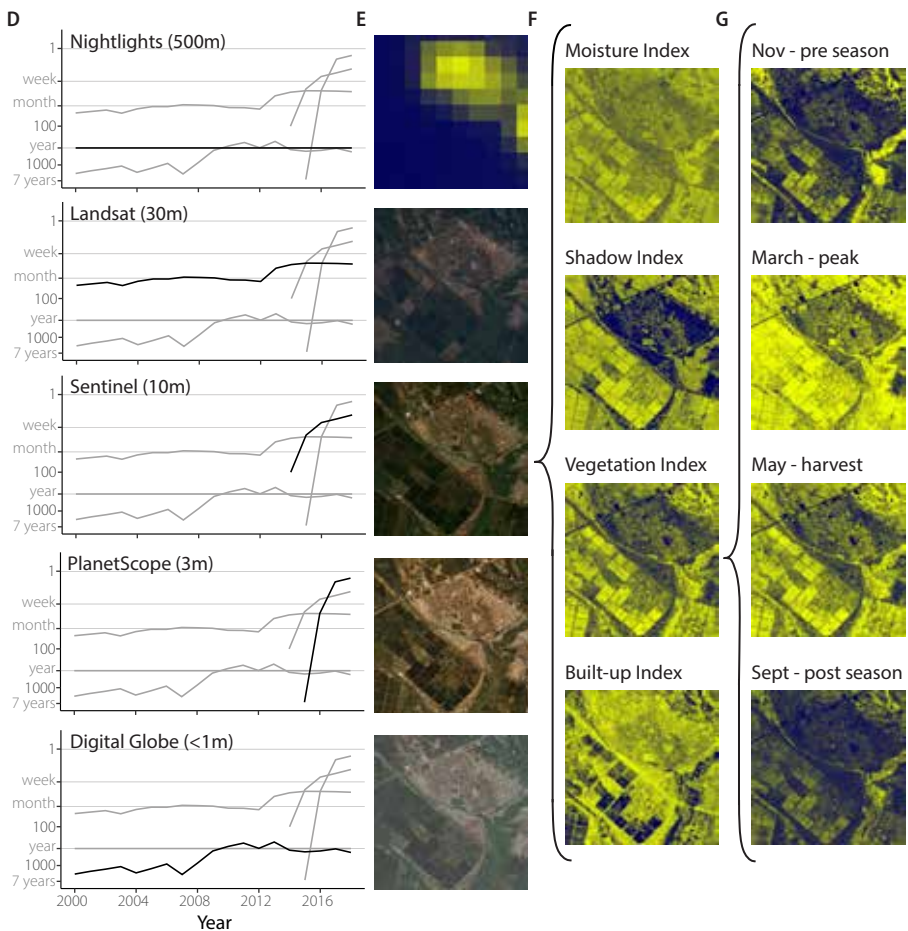 D
E
F
G
Nightlights (500m)
1
week
month
100
year
1000
7 years
Landsat (30m)
1
week
month
100
year
1000
7 years
Sentinel (10m)
1
week
month
100
year
1000
7 years
PlanetScope (3m)
1
week
month
100
year
1000
7 years
Digital Globe (<1m)
1
week
month
100
year
1000
7 years
2000 2004 2008 2012 2016
Year
Moisture Index
Shadow Index
Vegetation Index
Built-up Index
Nov - pre season
March - peak
May - harvest
Sept - post season